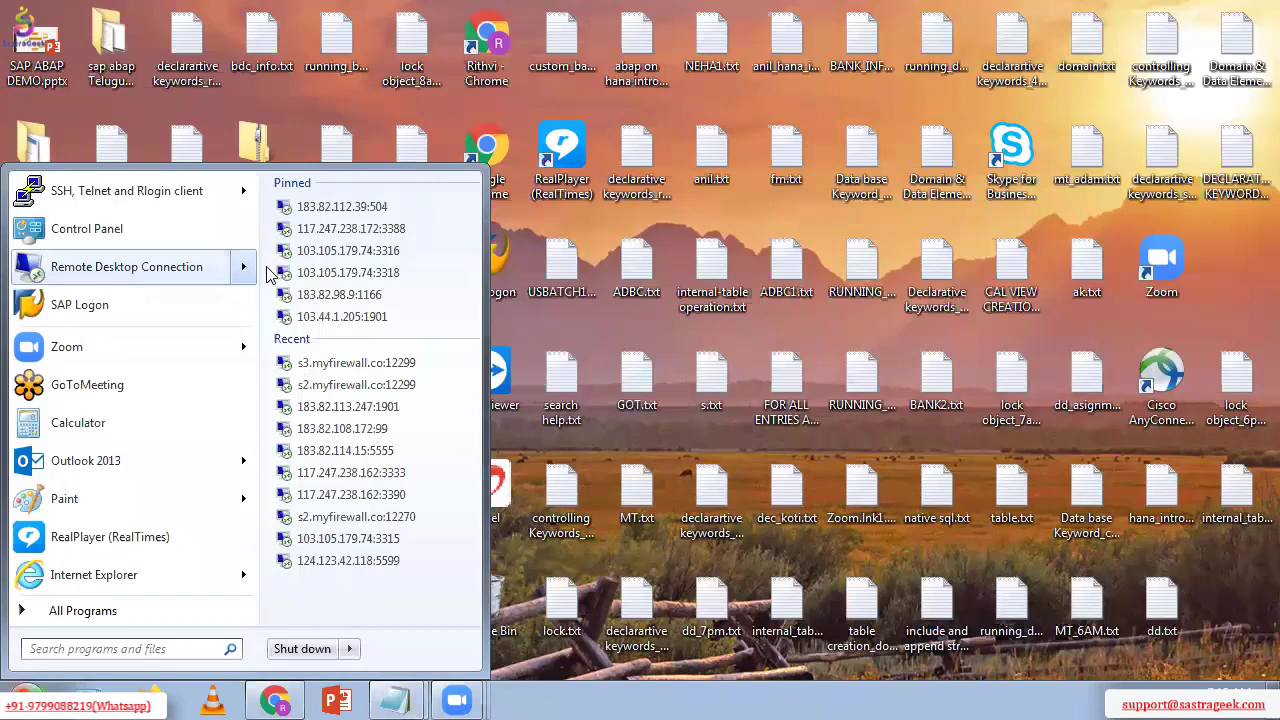 SAP ABAP
DEMO.pptx
sap abap
Telugu...
declarartive
keywords_r...
bdc_info.txt
running_b...
lock
object_8a...
Rithvi -
Chrome
custom_ba...
abap on
hana intro...
NEHA1.txt
anil_hana_i...
BANK_INF...
running_d...
declarartive
keywords_4...
domain.txt
controlling
Keywords_...
Domain &
Data Eleme...
RealPlayer
(RealTimes)
declarative
keywords_r...
anil.txt
fm.txt
Data base
Keyword_...
Domain &
Data Eleme...
Skype for
Business...
mt_adam.txt
declarartive
keywords_s...
DECLARAT...
KEYWORD...
USBATCH1...
ADBC.txt
internal-table
operation.txt
ADBC1.txt
RUNNING_...
Declarative
keywords_...
CAL VIEW
CREATIO...
ak.txt
Zoom
search
help.txt
GOT.txt
s.txt
FOR ALL
ENTRIES A...
RUNNING_...
BANK2.txt
lock
object_7a...
dd_asignm...
Cisco
AnyConne...
lock
object_6p...
controlling
Keywords_...
MT.txt
declarartive
keywords_...
dec_koti.txt
Zoom.lnk1....
native sql.txt
table.txt
Data base
Keyword_c...
hana_intro...
internal_tab...
lock.txt
declarartive
keywords_...
dd_7pm.txt
internal_tab...
table
creation_do...
include and
append str...
running_d...
MT_6AM.txt
dd.txt
SSH, Telnet and Rlogin client
Control Panel
Remote Desktop Connection
SAP Logon
Zoom
GoToMeeting
Calculator
Outlook 2013
Paint
RealPlayer (RealTimes)
Internet Explorer
All Programs
Search programs and files
Shut down
Pinned
183.82.112.39:504
117.247.238.172:3388
103.105.179.74:3316
103.105.179.74:3318
183.82.98.9:1166
103.44.1.205:1901
Recent
s3.myfirewall.co:12299
s2.myfirewall.co:12299
183.82.113.247:1901
183.82.108.172:99
183.82.114.15:5555
117.247.238.162:3333
117.247.238.162:3390
s2.myfirewall.co:12270
103.105.179.74:3315
124.123.42.118:5599
+91-9799088219(Whatsapp)
support@sastrageek.com